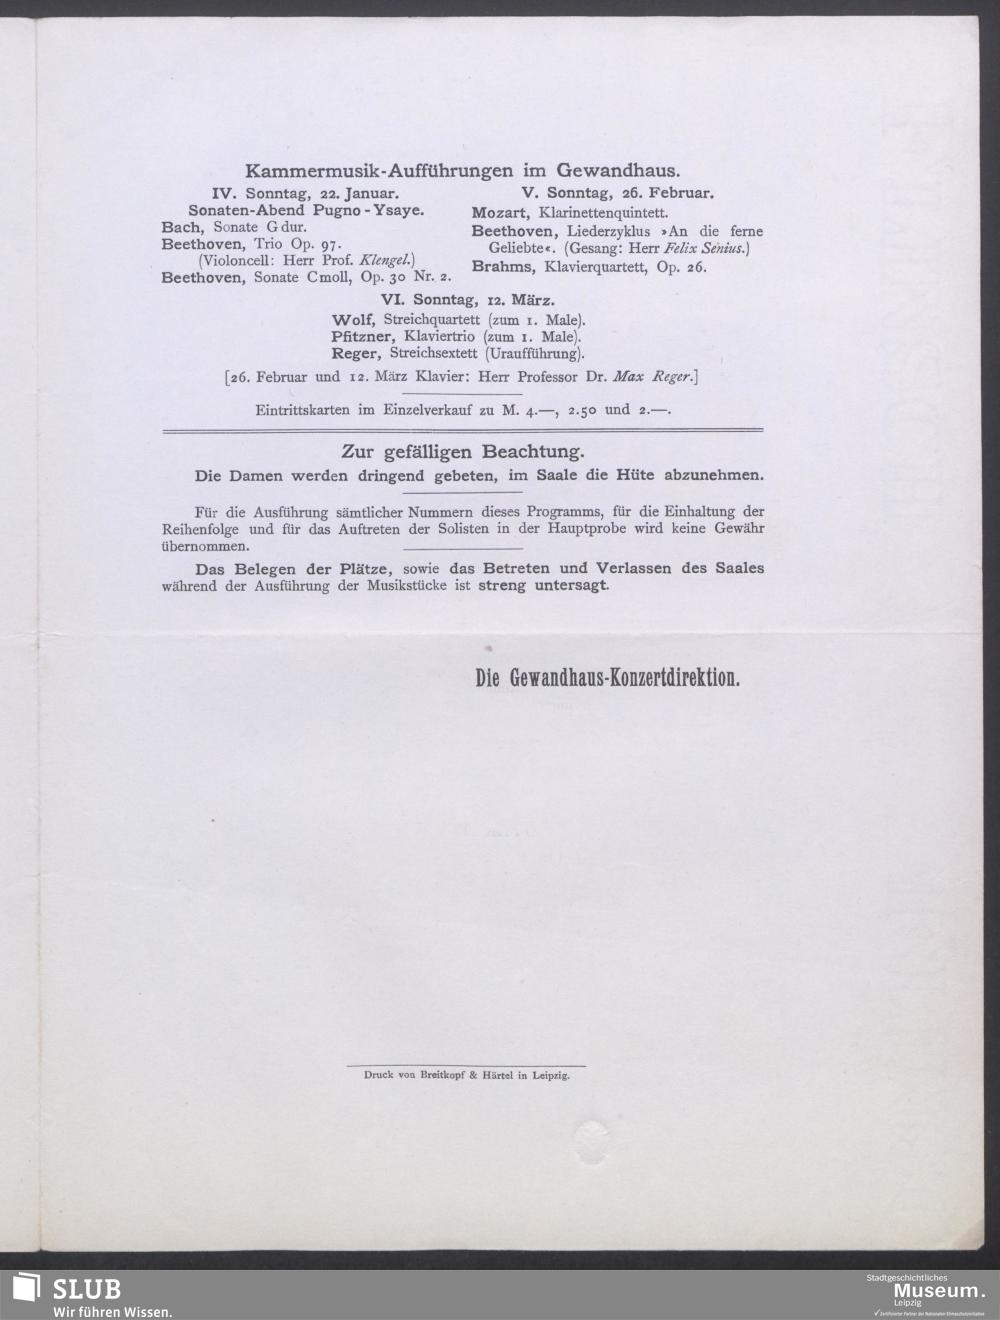 Kammermusik-Aufführungen im Gewandhaus.
IV. Sonntag, 22. Januar.
Sonaten-Abend Pugno-Ysaye.
Bach, Sonate G dur.
Beethoven, Trio Op. 97.
(Violoncell: Herr Prof. Klengel.)
Beethoven, Sonate C moll, Op. 30 Nr. 2.
V. Sonntag, 26. Februar.
Mozart, Klarinettenquintett.
Beethoven, Liederzyklus »An die ferne
Geliebte«. (Gesang: Herr Felix Senius.)
Brahms, Klavierquartett, Op. 26.
VI. Sonntag, 12. März.
Wolf, Streichquartett (zum 1. Male).
Pfitzner, Klaviertrio (zum 1. Male).
Reger, Streichsextett (Uraufführung).
[26. Februar und 12. März Klavier: Herr Professor Dr. Max Reger.]
Eintrittskarten im Einzelverkauf zu M. 4.—, 2.50 und 2.—.
Zur gefälligen Beachtung.
Die Damen werden dringend gebeten, im Saale die Hüte abzunehmen.
Für die Ausführung sämtlicher Nummern dieses Programms, für die Einhaltung der
Reihenfolge und für das Auftreten der Solisten in der Hauptprobe wird keine Gewähr
übernommen.
Das Belegen der Plätze, sowie das Betreten und Verlassen des Saales
während der Ausführung der Musikstücke ist streng untersagt.
Die Gewandhaus-Konzertdirektion.
Druck von Breitkopf & Härtel in Leipzig.
SLUB
Wir führen Wissen.
Stadtgeschichtliches
Museum.
Leipzig
Zertifizierter Partner der Nationalen Klimaschutzinitiative